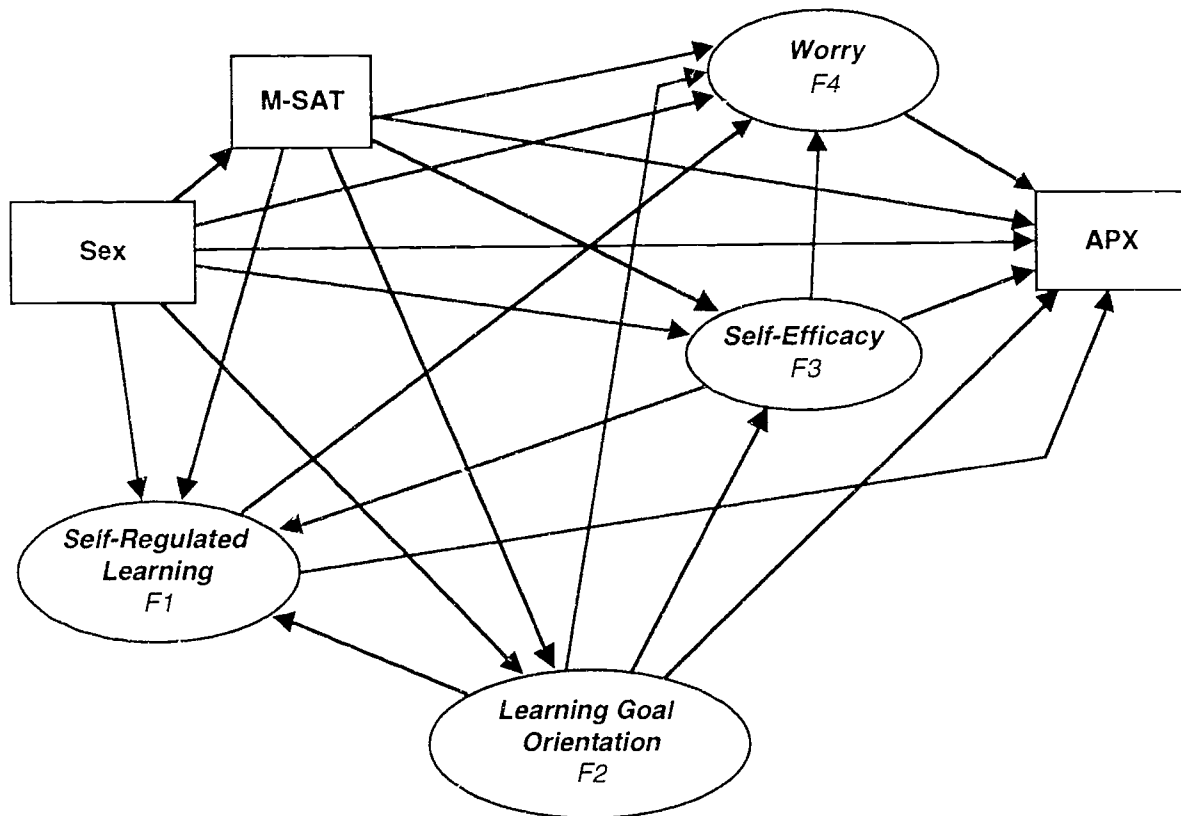 Worry
F4
M-SAT
Sex
APX
Self-Efficacy
F3
Self-Regulated
Learning
F1
Learning Goal
Orientation
F2